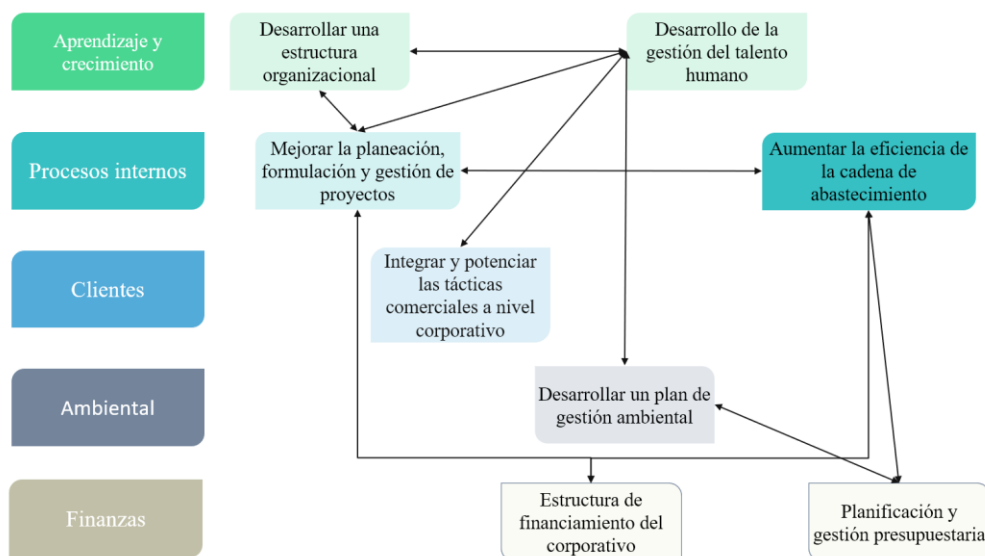 Aprendizaje y
crecimiento
Desarrollar una
estructura
organizacional
Desarrollo de la
gestión del talento
humano
Procesos internos
Mejorar la planeación,
formulación y gestión de
proyectos
Aumentar la eficiencia de
la cadena de
abastecimiento
Clientes
Integrar y potenciar
las tácticas
comerciales a nivel
corporativo
Ambiental
Desarrollar un plan de
gestión ambiental
Finanzas
Estructura de
financiamiento del
corporativo
Planificación y
gestión presupuestaria